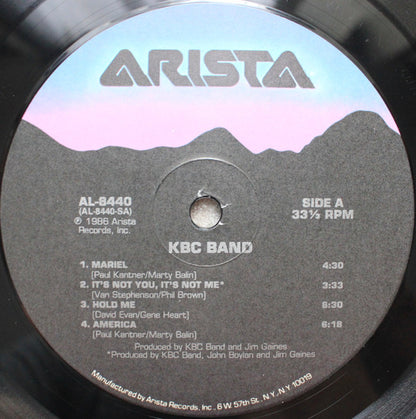 ARISTA
AL-8440
(AL-8440-SA)
℗ 1986 Arista
Records, Inc.
SIDE A
33⅓ RPM
KBC BAND
1. MARIEL 4:30
[Paul Kantner/Marty Balin]
2. IT'S NOT YOU, IT'S NOT ME* 3:33
[Van Stephenson/Phil Brown]
3. HOLD ME 6:30
[David Evan/Gene Heart]
4. AMERICA 6:18
[Paul Kantner/Marty Balin]
Produced by KBC Band and Jim Gaines
*Produced by KBC Band, John Boylan and Jim Gaines
Manufactured by Arista Records, Inc., 6 W 57th St., N.Y., N.Y. 10019